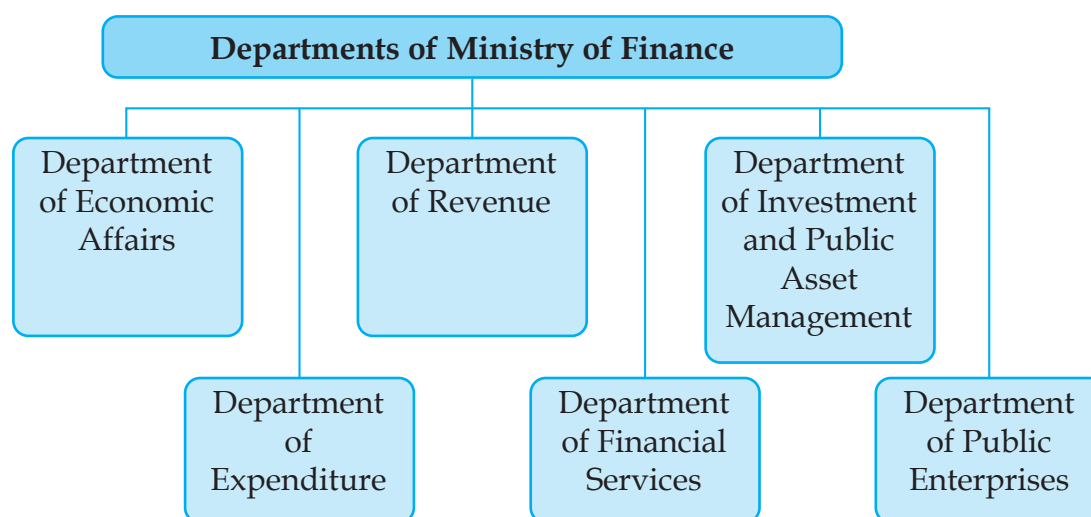 Departments of Ministry of Finance
Department
of Economic
Affairs
Department
of Revenue
Department
of Investment
and Public
Asset
Management
Department
of
Expenditure
Department
of Financial
Services
Department
of Public
Enterprises